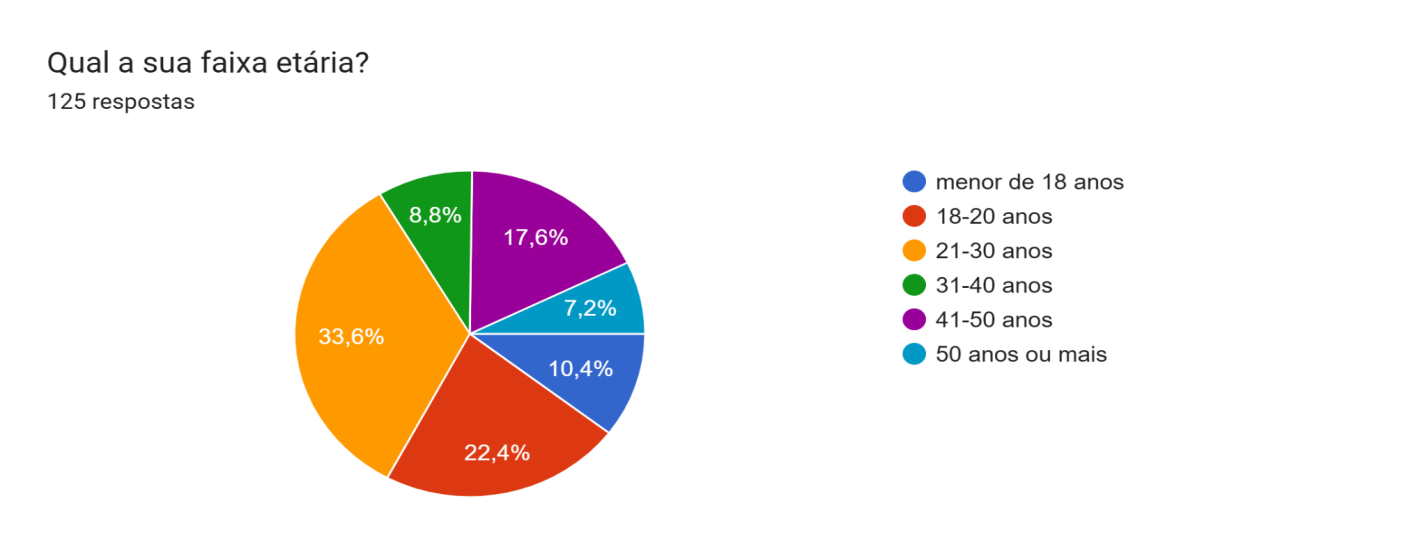 Qual a sua faixa etária?
125 respostas
8,8%
17,6%
7,2%
33,6%
10,4%
22,4%
menor de 18 anos
18-20 anos
21-30 anos
31-40 anos
41-50 anos
50 anos ou mais